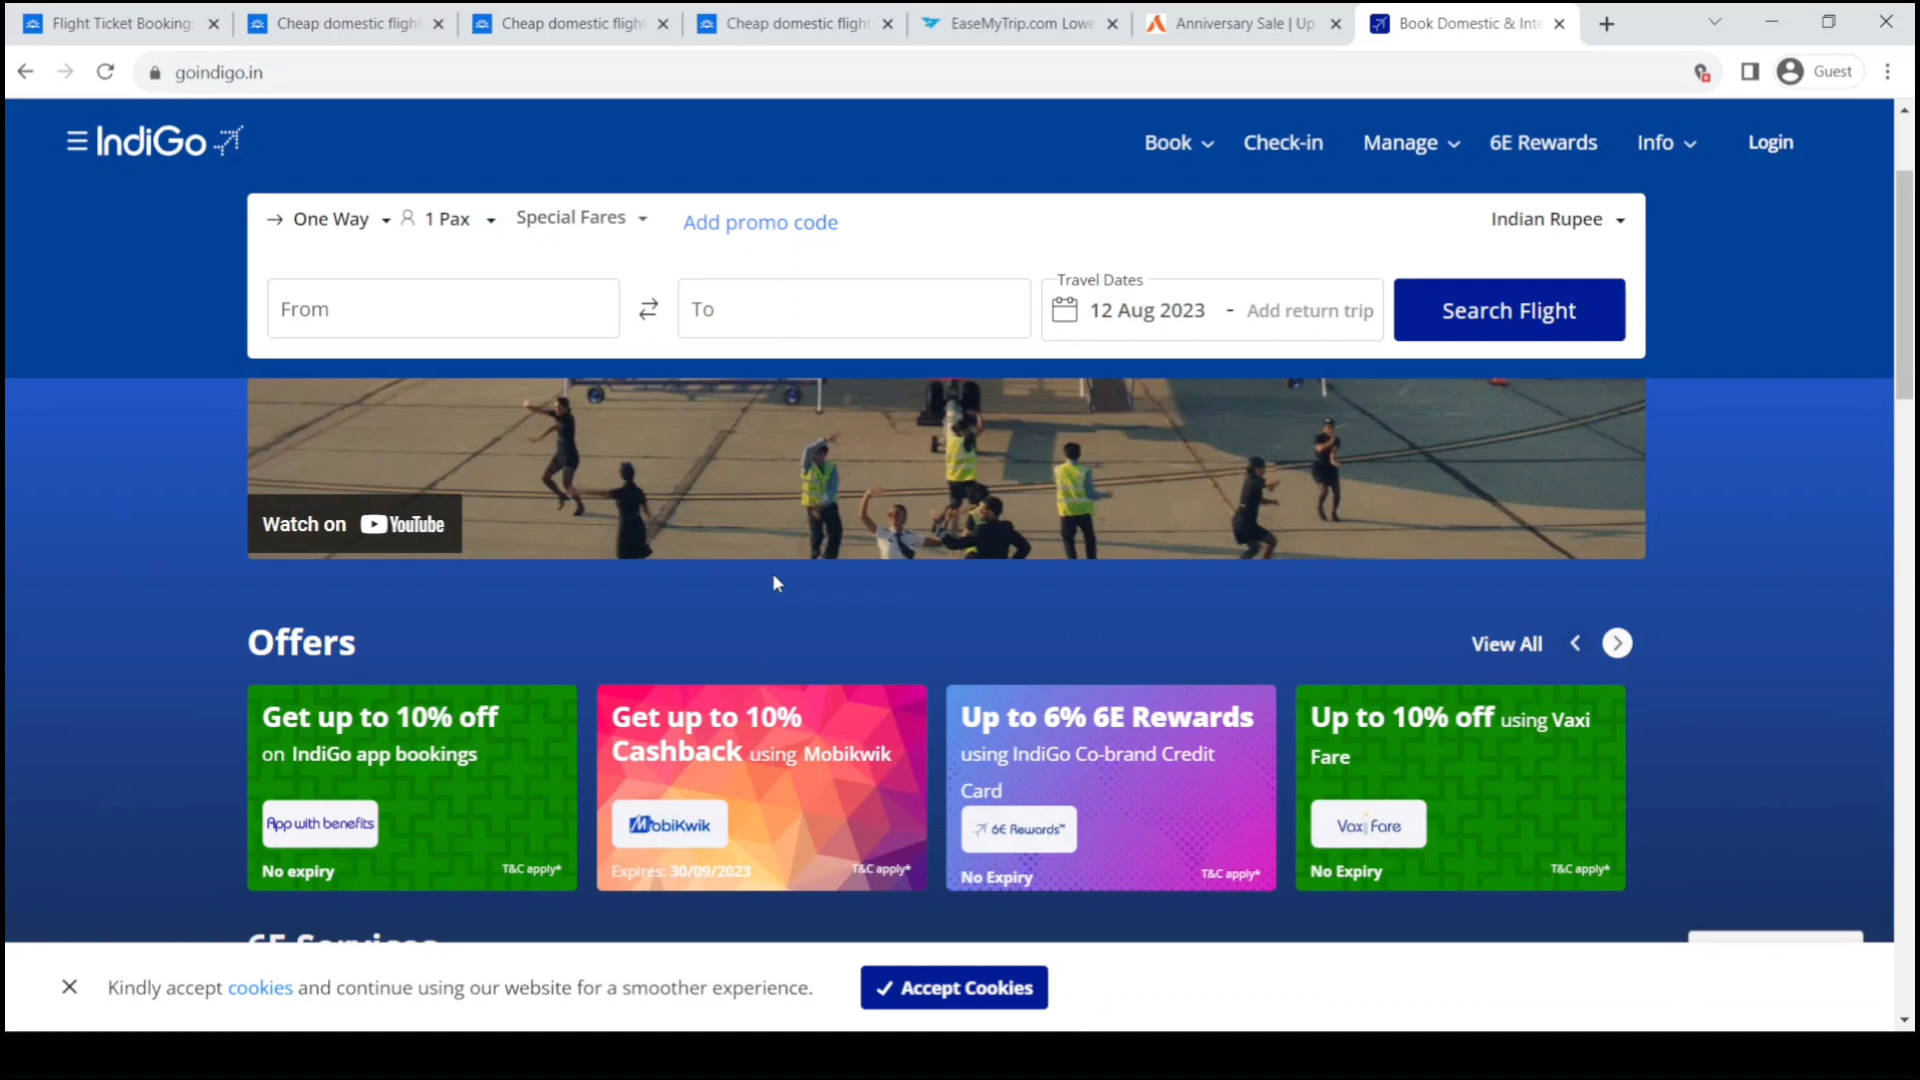 Flight Ticket Booking
Cheap domestic flight
Cheap domestic flight
Cheap domestic flight
EaseMyTrip.com Lowe
Anniversary Sale | Up
Book Domestic & Inte
goindigo.in
Guest
IndiGo
Book
Check-in
Manage
6E Rewards
Info
Login
One Way
1 Pax
Special Fares
Add promo code
Indian Rupee
From
To
Travel Dates
12 Aug 2023 - Add return trip
Search Flight
Watch on YouTube
Offers
View All
Get up to 10% off
on IndiGo app bookings
App with benefits
No expiry
T&C apply*
Get up to 10%
Cashback using Mobikwik
MobiKwik
Expires: 30/09/2023
T&C apply*
Up to 6% 6E Rewards
using IndiGo Co-brand Credit
Card
6E Rewards™
No Expiry
T&C apply*
Up to 10% off using Vaxi
Fare
Vaxi Fare
No Expiry
T&C apply*
6E Services
Kindly accept cookies and continue using our website for a smoother experience.
Accept Cookies